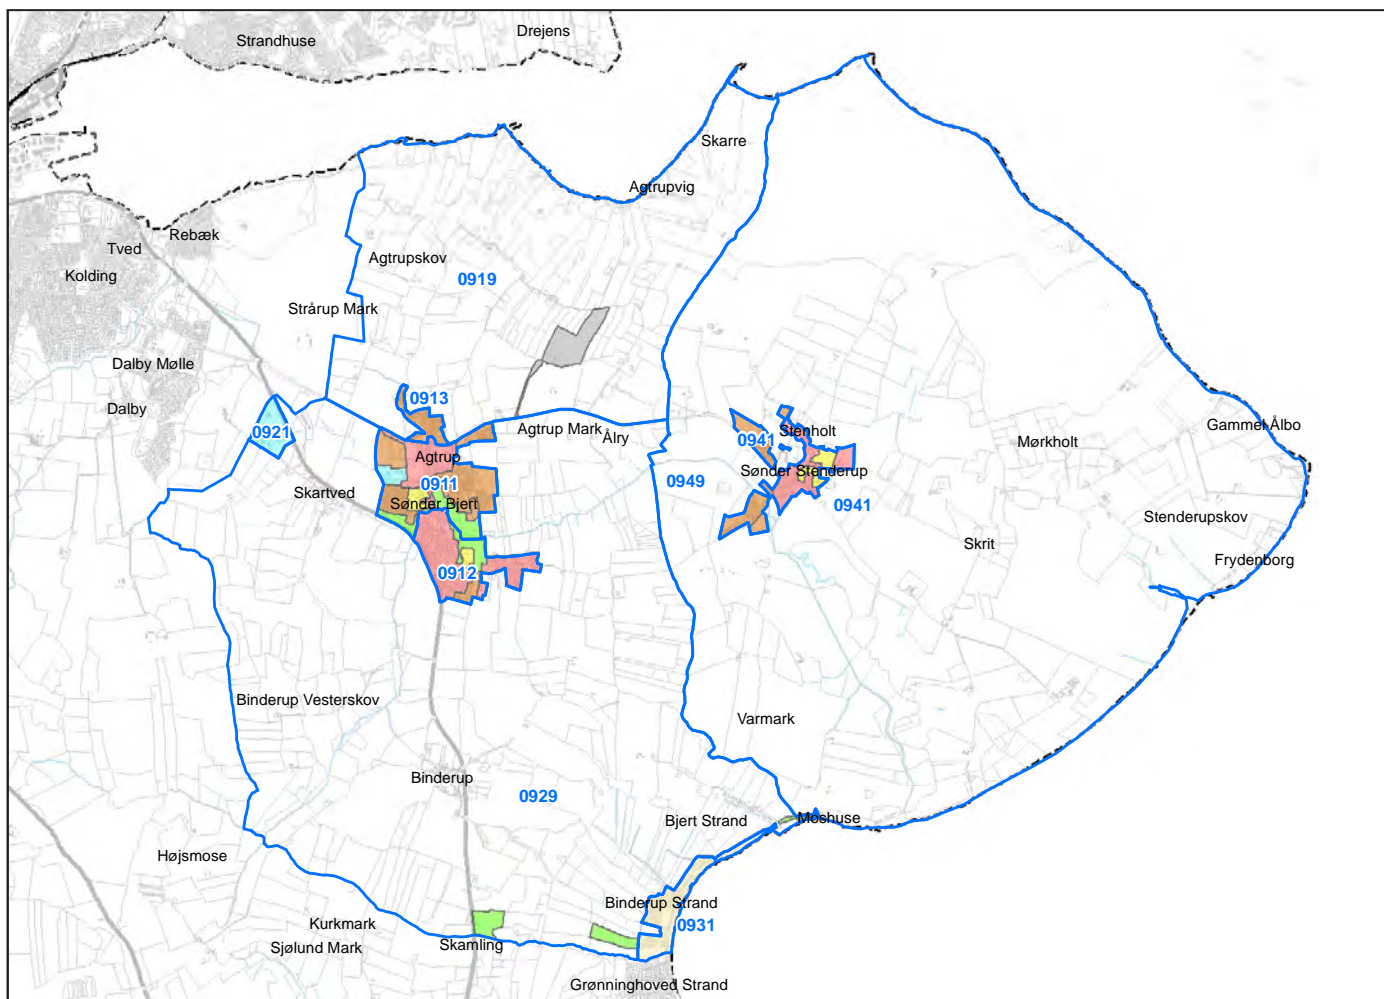 Drejens
Strandhuse
Skarre
Agtrupvig
Rebæk
Tved
Agtrupskov
Kolding
0919
Strårup Mark
Dalby Mølle
0913
Dalby
Gammel Ålbo
Agtrup Mark
0921
Stenholt
Ålry
0941
Mørkholt
Agtrup
Sønder Stenderup
0949
0911
Skartved
Sønder Bjert
0941
Stenderupskov
Skrit
Frydenborg
0912
Binderup Vesterskov
Varmark
Binderup
0929
Moshuse
Bjert Strand
Højsmose
Binderup Strand
Kurkmark
0931
Skamling
Sjølund Mark
Grønninghoved Strand